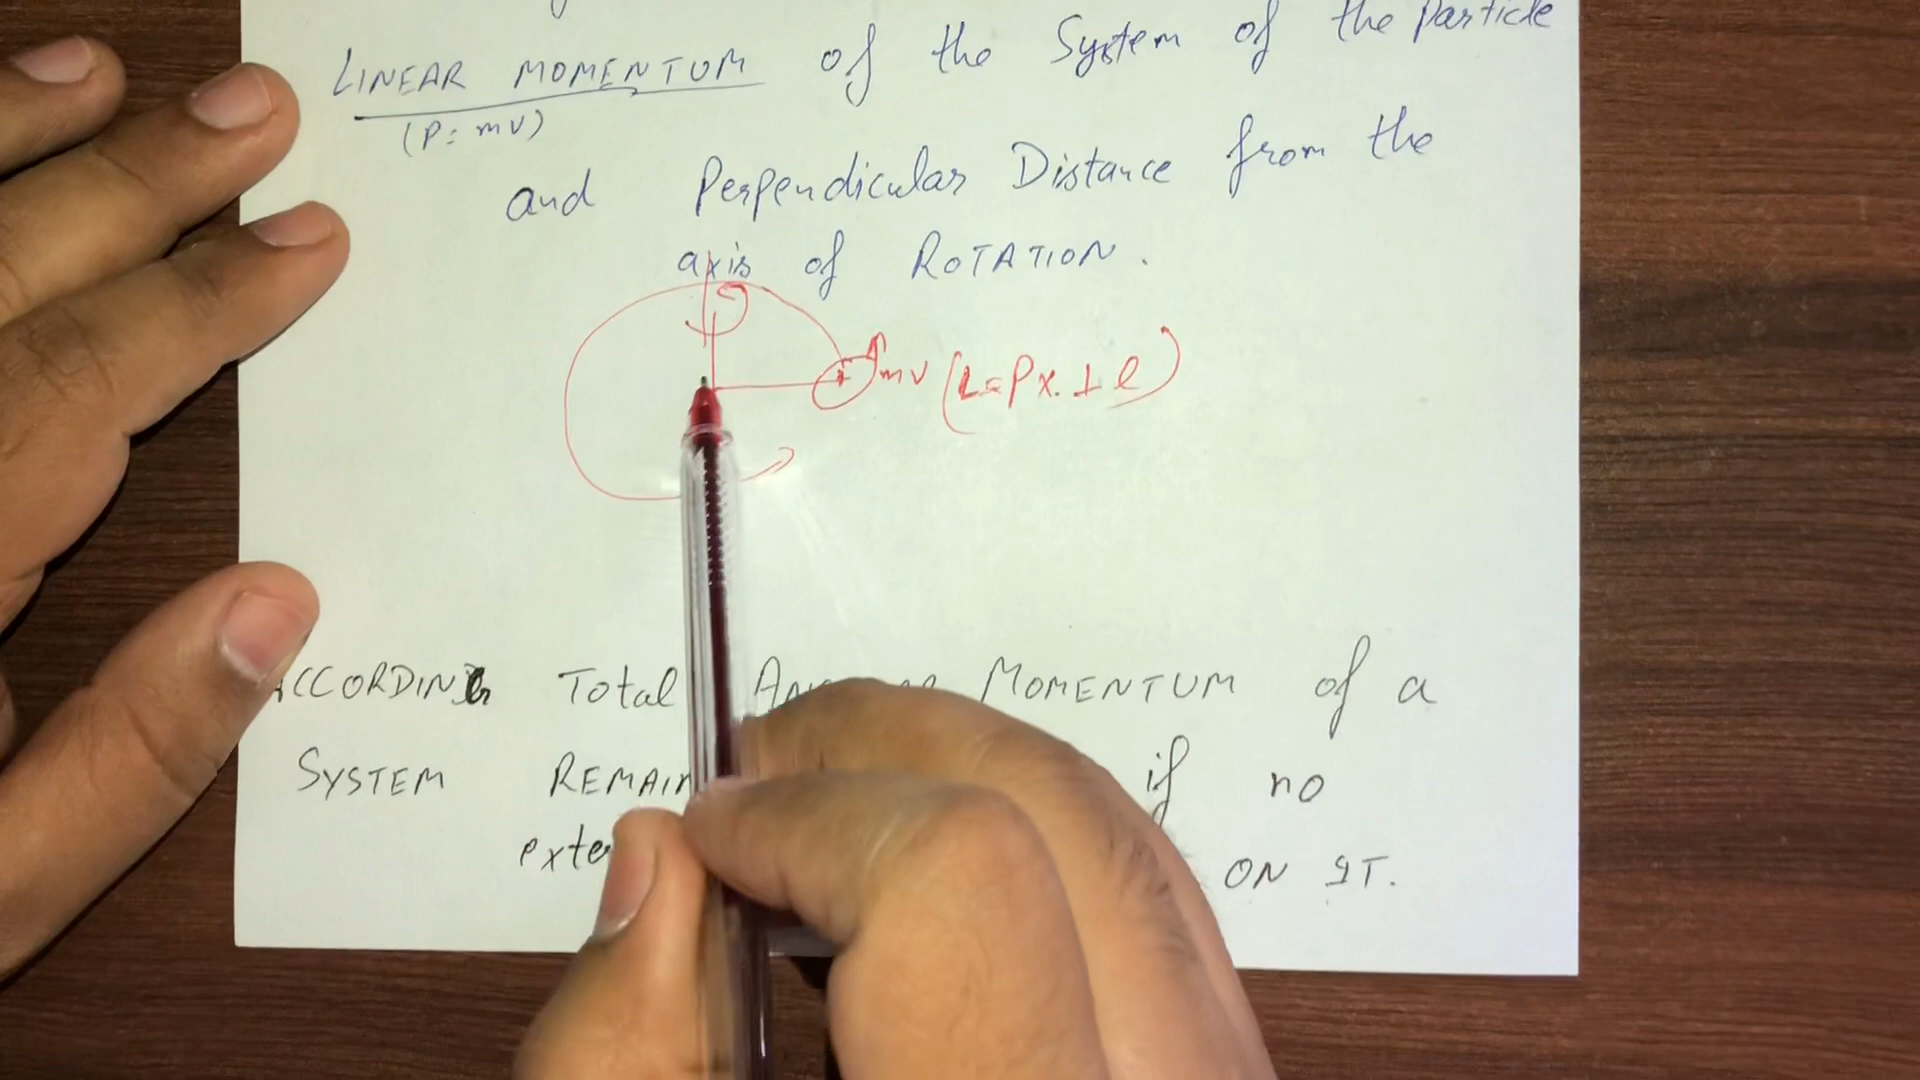 LINEAR MOMENTUM of the System of the Particle
(P = mv)
and Perpendicular Distance from the
axis of ROTATION.
mv (L=Px. ⊥ l)
ACCORDING Total MOMENTUM of a
SYSTEM if no
ON IT.